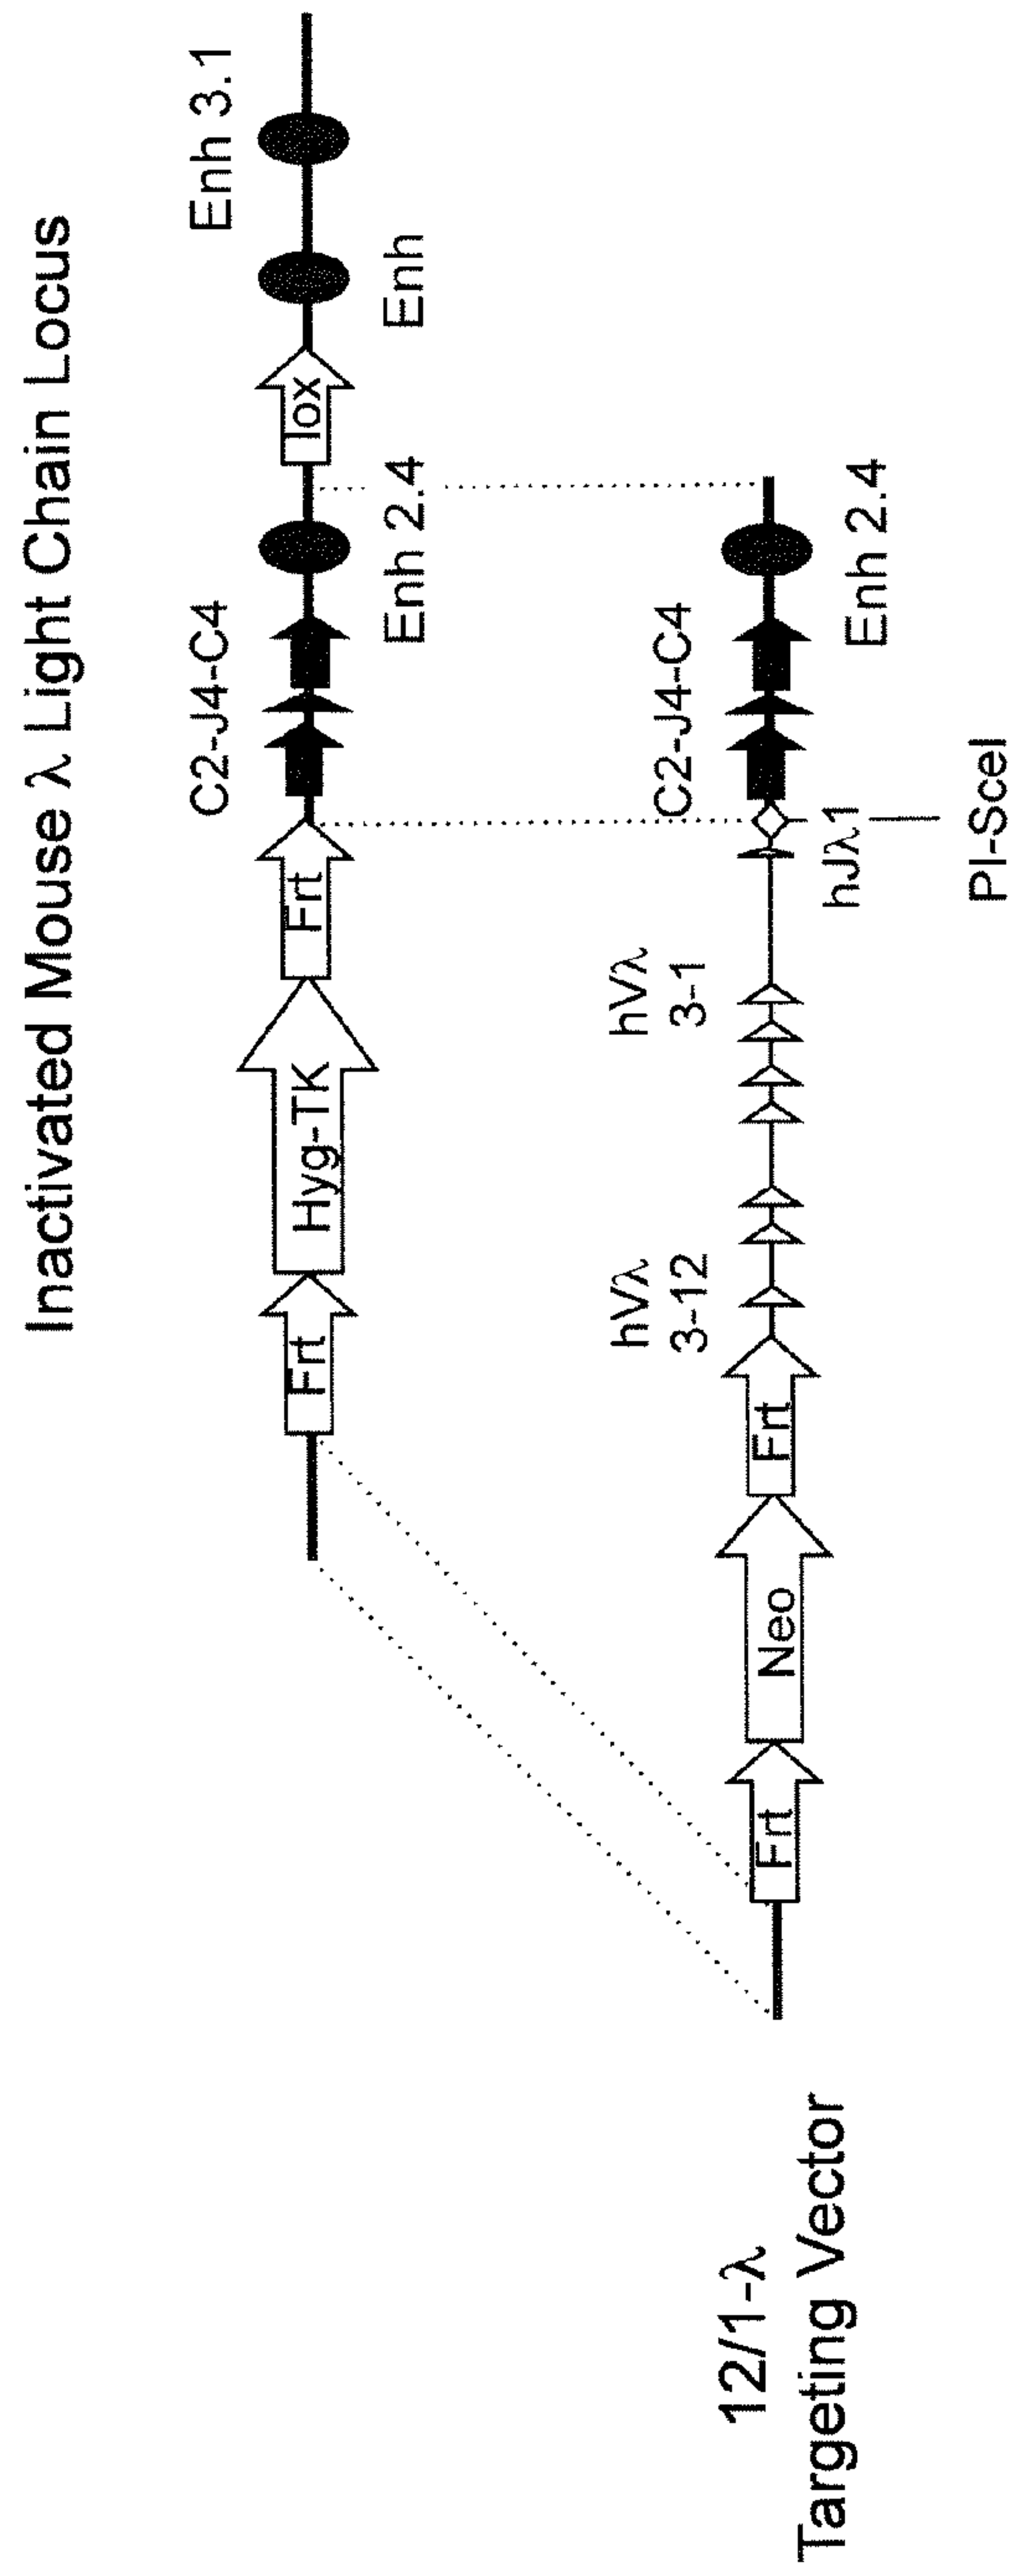 Inactivated Mouse λ Light Chain Locus
Enh 3.1
C2-J4-C4
Frt
Hyg-TK
Frt
lox
Enh 2.4
Enh
hVλ
3-12
hVλ
3-1
C2-J4-C4
12/1-λ
Targeting Vector
Frt
Neo
Frt
hJλ1
Enh 2.4
PI-SceI